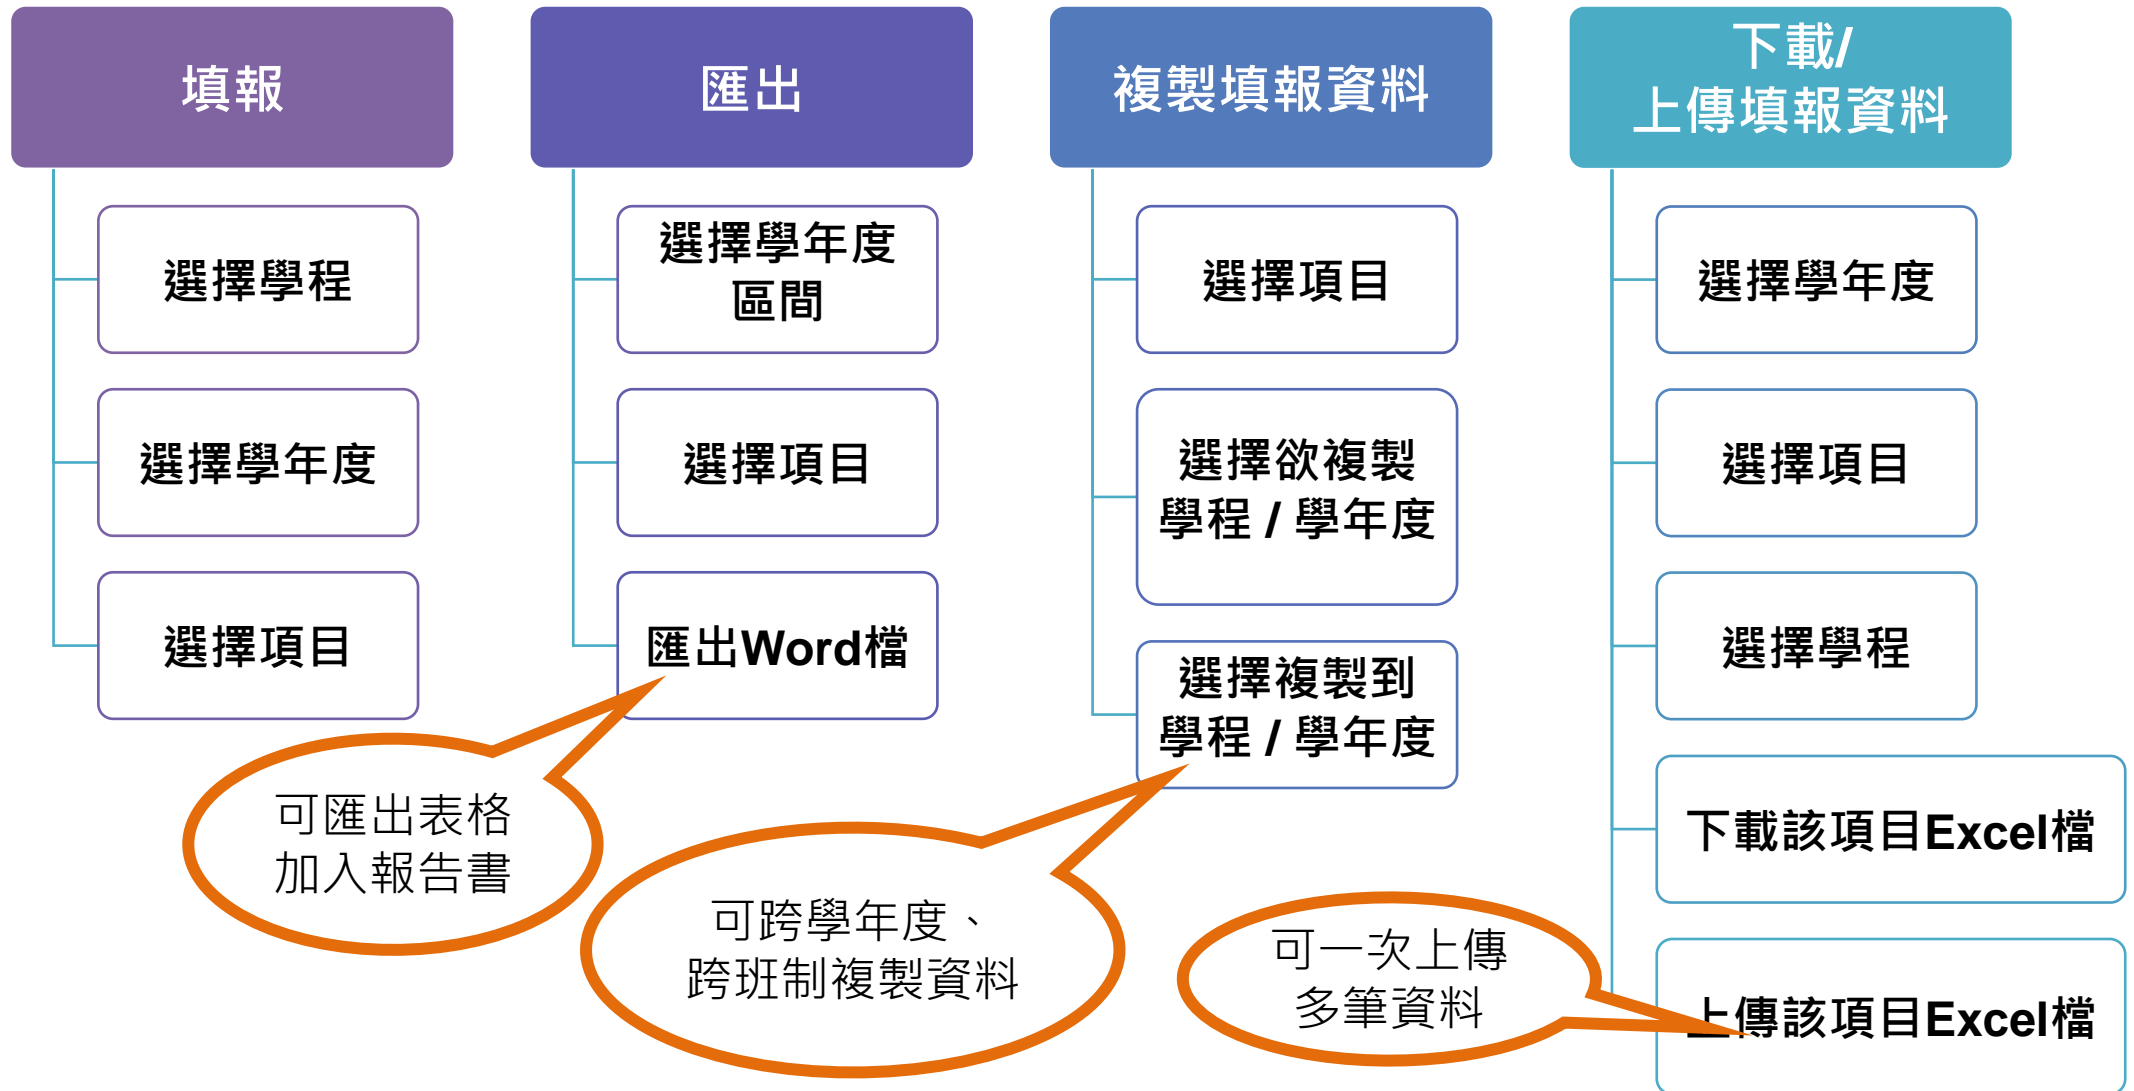 填報
選擇學程
選擇學年度
選擇項目
匯出
選擇學年度
區間
選擇項目
匯出Word檔
可匯出表格
加入報告書
複製填報資料
選擇項目
選擇欲複製
學程 / 學年度
選擇複製到
學程 / 學年度
可跨學年度、
跨班制複製資料
下載/
上傳填報資料
選擇學年度
選擇項目
選擇學程
下載該項目Excel檔
上傳該項目Excel檔
可一次上傳
多筆資料